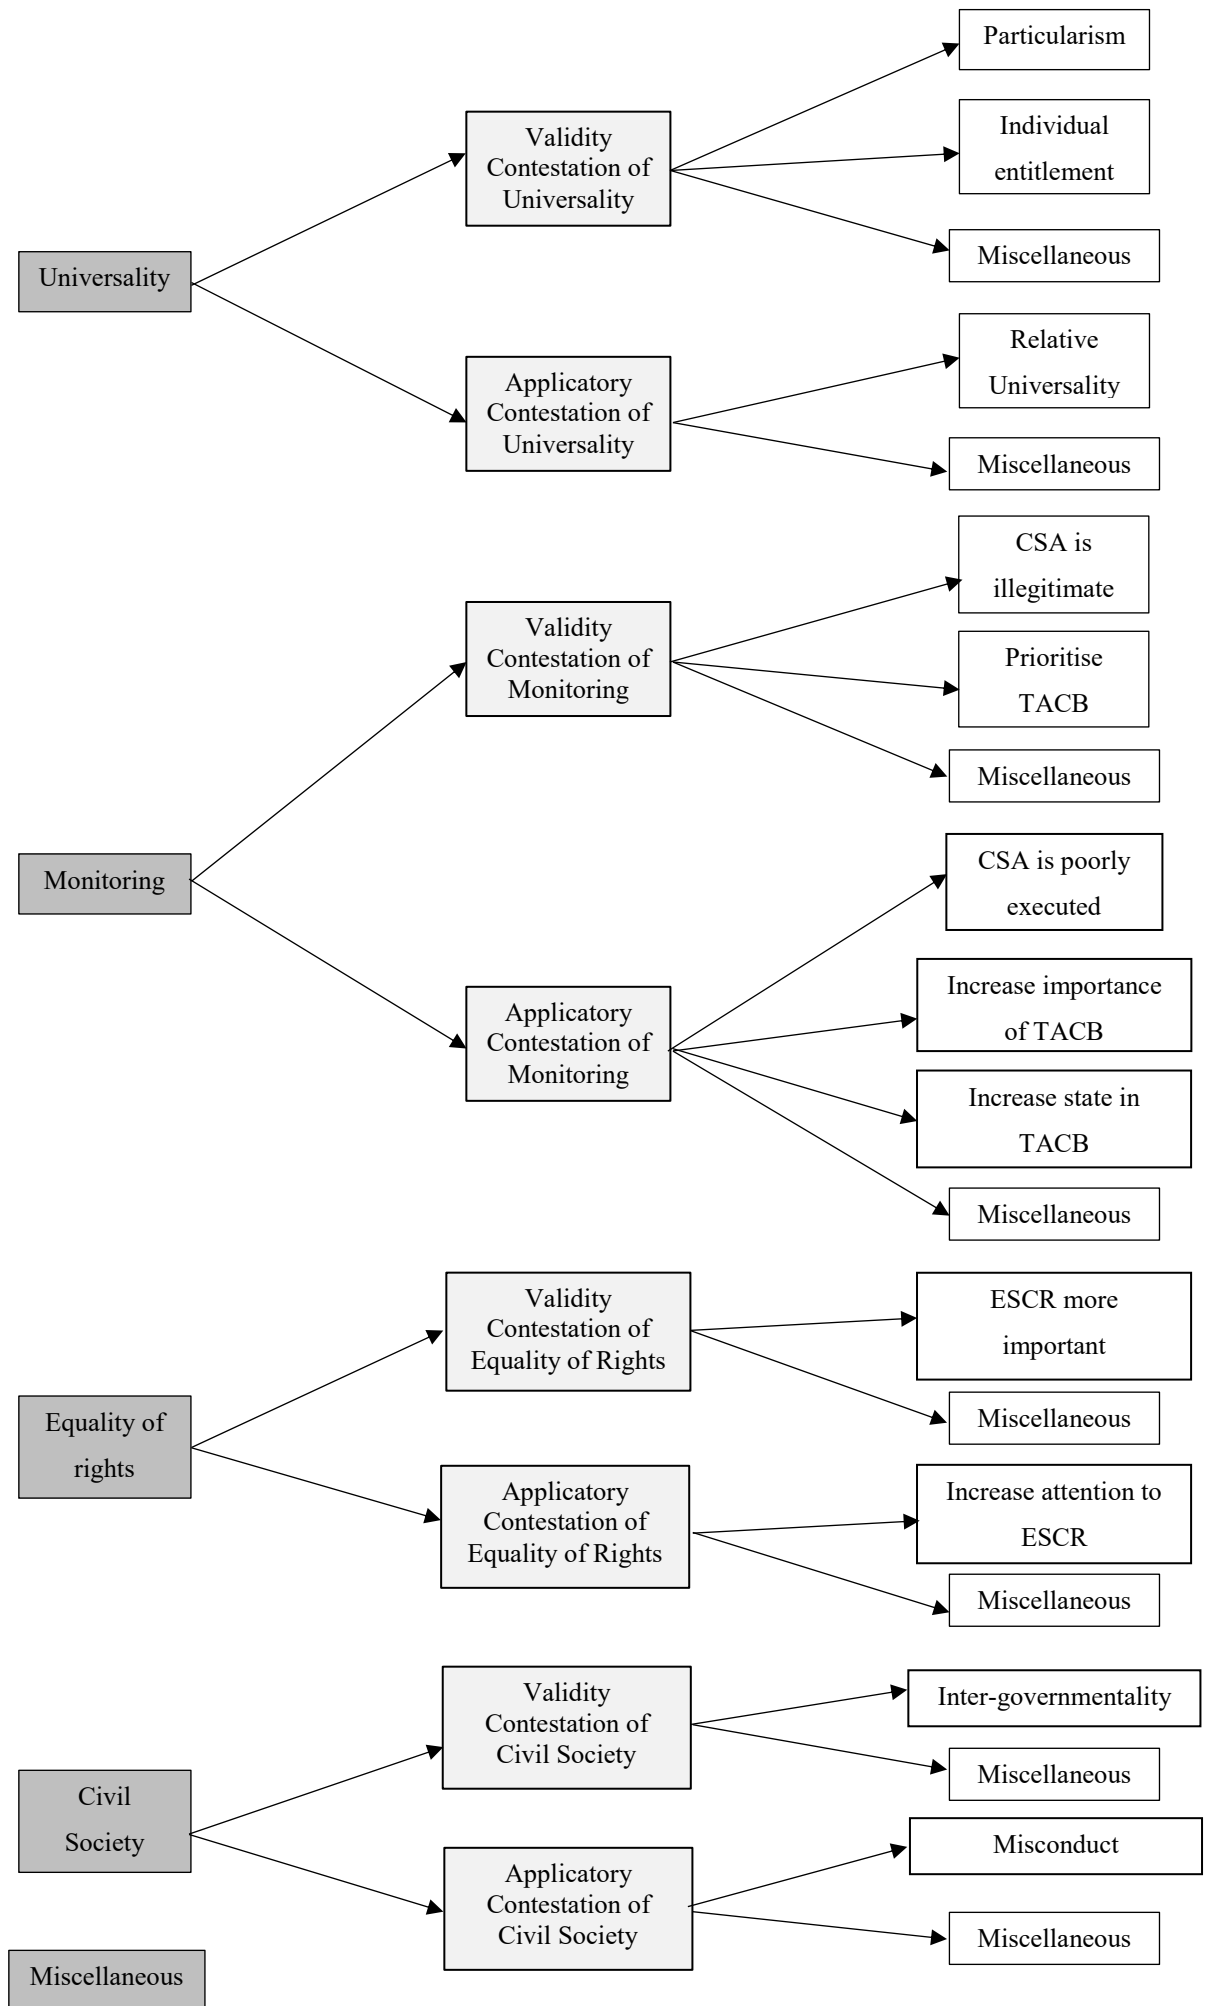 Particularism
Validity
Contestation of
Universality
Individual
entitlement
Miscellaneous
Universality
Relative
Universality
Applicatory
Contestation of
Universality
Miscellaneous
CSA is
illegitimate
Validity
Contestation of
Monitoring
Prioritise
TACB
Miscellaneous
Monitoring
CSA is poorly
executed
Increase importance
of TACB
Applicatory
Contestation of
Monitoring
Increase state in
TACB
Miscellaneous
Validity
Contestation of
Equality of Rights
ESCR more
important
Miscellaneous
Equality of
rights
Applicatory
Contestation of
Equality of Rights
Increase attention to
ESCR
Miscellaneous
Validity
Contestation of
Civil Society
Inter-governmentality
Miscellaneous
Civil
Society
Misconduct
Applicatory
Contestation of
Civil Society
Miscellaneous
Miscellaneous